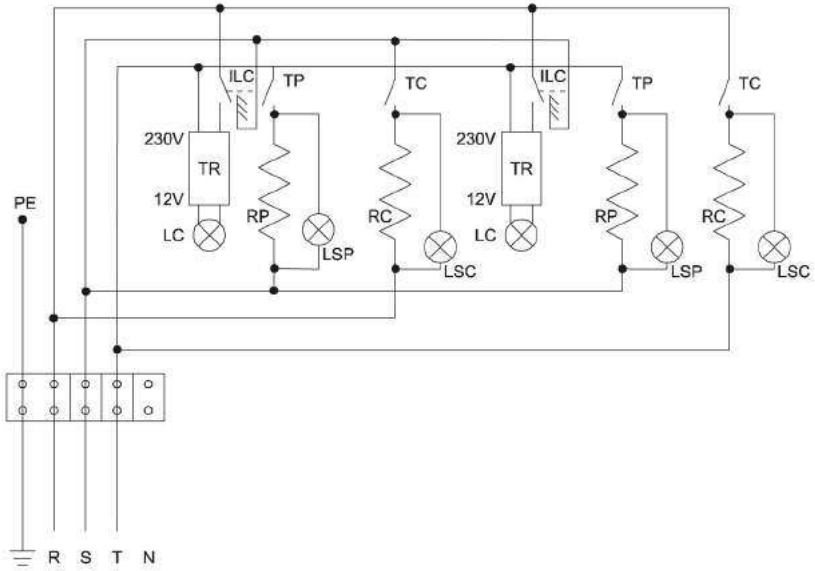 ILC TP TC ILC TP TC
230V TR 230V TR
12V RP RC 12V RP RC
PE
LC LSP LSC LC LSP LSC
R S T N